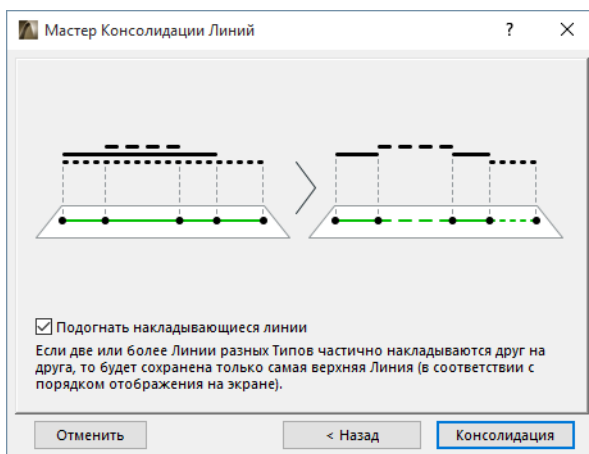 Мастер Консолидации Линий
Подогнать накладывающиеся линии
Если две или более Линии разных Типов частично накладываются друг на
друга, то будет сохранена только самая верхняя Линия (в соответствии с
порядком отображения на экране).
Отменить
< Назад
Консолидация